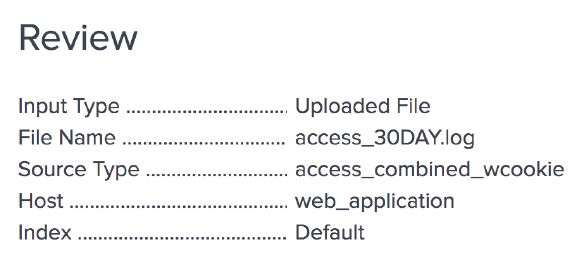 Review
Input Type ................................. Uploaded File
File Name .................................. access_30DAY.log
Source Type ............................. access_combined_wcookie
Host ............................................. web_application
Index ........................................... Default